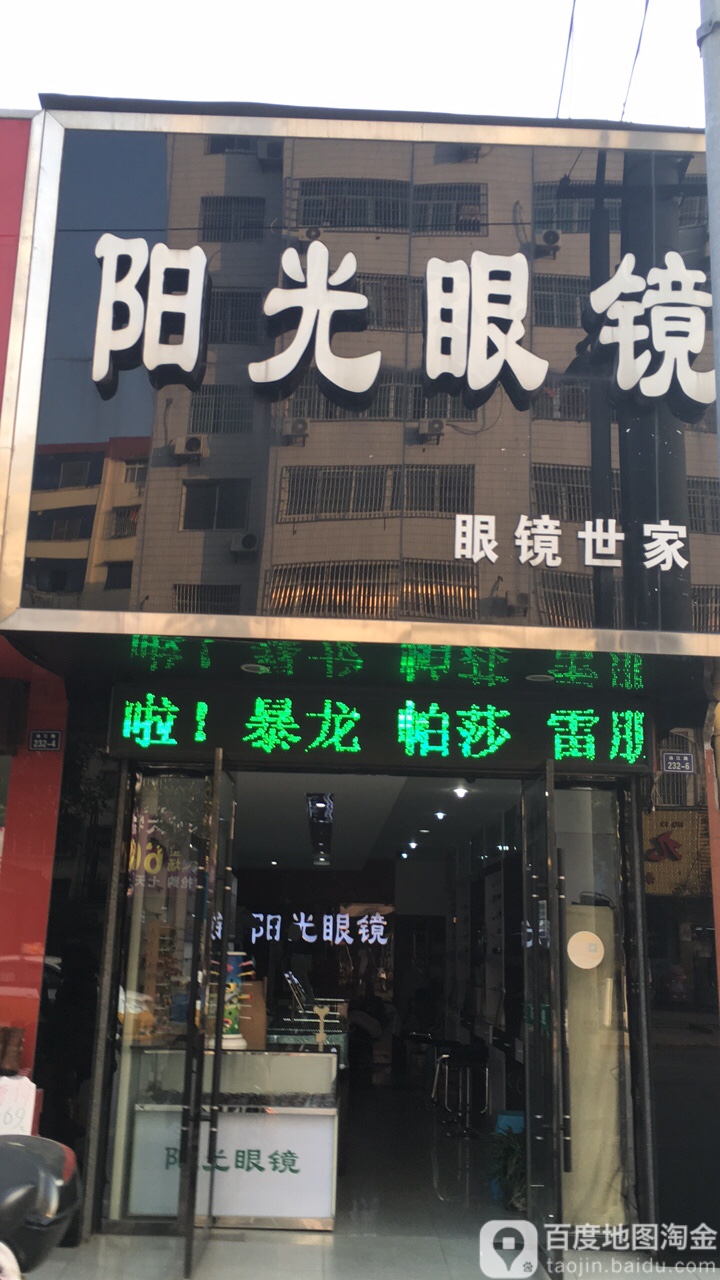 阳光眼镜
眼镜世家
啦！暴龙 帕莎 雷朋
232-4
232-6
阳光眼镜
阳光眼镜
百度地图淘金
taojin.baidu.com